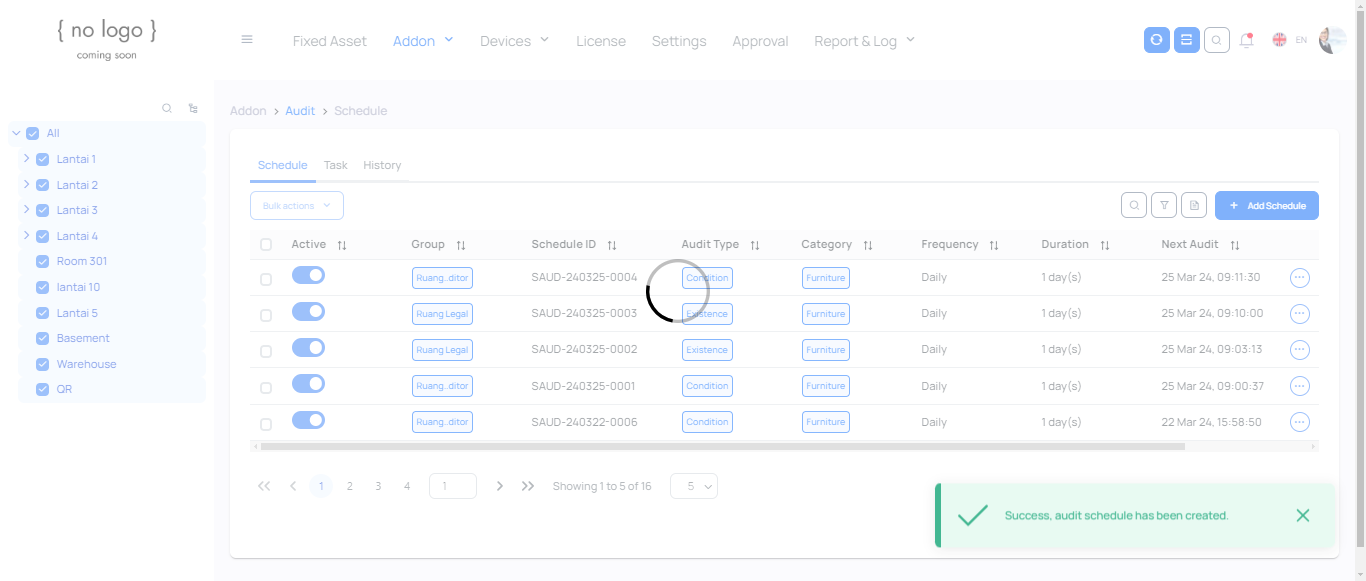 { no logo }
coming soon
Fixed Asset Addon Devices License Settings Approval Report & Log EN
Addon > Audit > Schedule
All
Lantai 1
Lantai 2
Lantai 3
Lantai 4
Room 301
lantai 10
Lantai 5
Basement
Warehouse
QR
Schedule Task History
Bulk actions
+ Add Schedule
Active Group Schedule ID Audit Type Category Frequency Duration Next Audit
Ruang..ditor SAUD-240325-0004 Condition Furniture Daily 1 day(s) 25 Mar 24, 09:11:30
Ruang Legal SAUD-240325-0003 Existence Furniture Daily 1 day(s) 25 Mar 24, 09:10:00
Ruang Legal SAUD-240325-0002 Existence Furniture Daily 1 day(s) 25 Mar 24, 09:03:13
Ruang..ditor SAUD-240325-0001 Condition Furniture Daily 1 day(s) 25 Mar 24, 09:00:37
Ruang..ditor SAUD-240322-0006 Condition Furniture Daily 1 day(s) 22 Mar 24, 15:58:50
1 2 3 4 1 Showing 1 to 5 of 16 5
Success, audit schedule has been created.